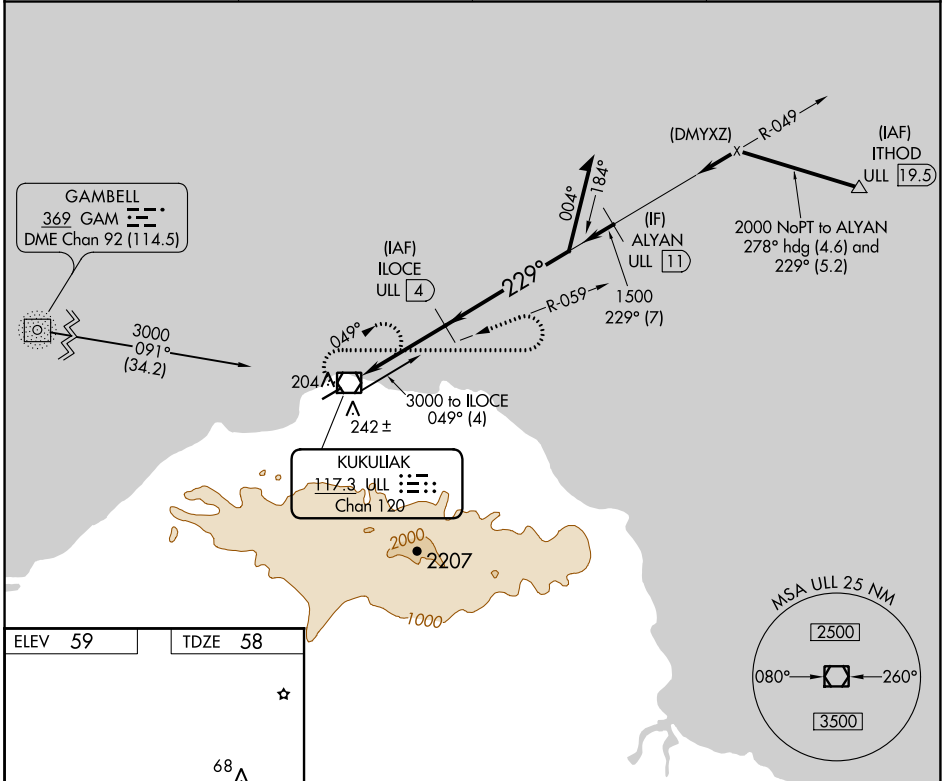 (DMYXZ)
R-049
(IAF)
ITHOD
ULL 19.5
GAMBELL
369 GAM
DME Chan 92 (114.5)
004°
184°
(IF)
ALYAN
ULL 11
2000 NoPT to ALYAN
278° hdg (4.6) and
229° (5.2)
(IAF)
ILOCE
ULL 4
229°
R-059
1500
229° (7)
3000
091°
(34.2)
049°
204
3000 to ILOCE
049° (4)
242 ±
KUKULIAK
117.3 ULL
Chan 120
2000
2207
1000
MSA ULL 25 NM
2500
080°
260°
3500
ELEV 59
TDZE 58
68